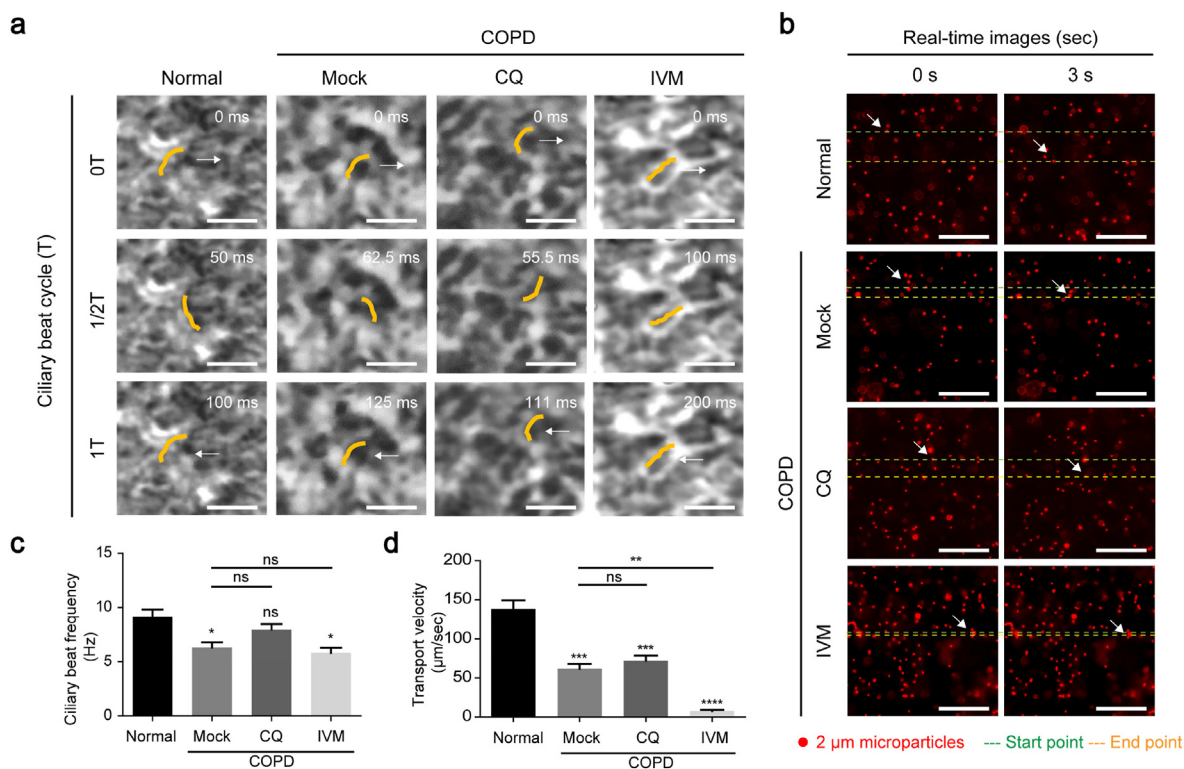 a
COPD
Normal
Mock
CQ
IVM
Ciliary beat cycle (T)
0T
0 ms
0 ms
0 ms
0 ms
1/2T
50 ms
62.5 ms
55.5 ms
100 ms
1T
100 ms
125 ms
111 ms
200 ms
b
Real-time images (sec)
0 s
3 s
Normal
COPD
Mock
CQ
IVM
2 µm microparticles
--- Start point
--- End point
c
Ciliary beat frequency
(Hz)
15
10
5
0
ns
ns
*
ns
*
Normal
Mock
CQ
IVM
COPD
d
Transport velocity
(µm/sec)
200
150
100
50
0
**
ns
***
***
****
Normal
Mock
CQ
IVM
COPD